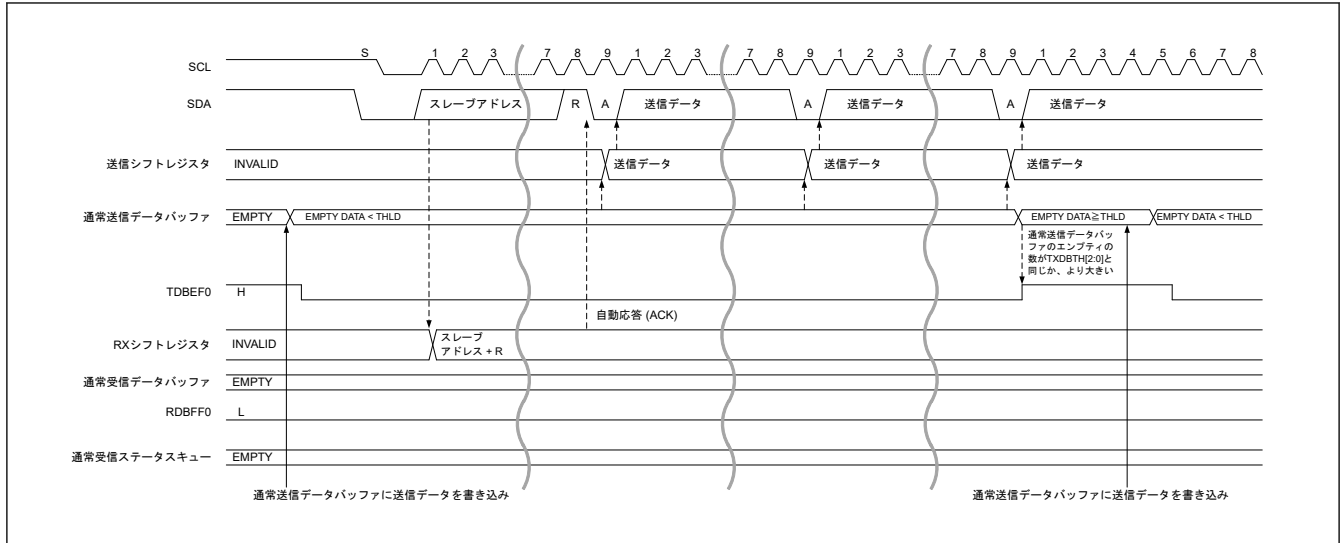 SCL S 1 2 3 7 8 9 1 2 3 7 8 9 1 2 3 7 8 9 1 2 3 4 5 6 7 8
SDA スレーブアドレス R A 送信データ A 送信データ A 送信データ
送信シフトレジスタ INVALID 送信データ 送信データ 送信データ
通常送信データバッファ EMPTY EMPTY DATA < THLD EMPTY DATA≧THLD EMPTY DATA < THLD
通常送信データバッ
ファのエンプティの
数がTXDBTH[2:0]と
同じか、より大きい
TDBEF0 H
自動応答 (ACK)
RXシフトレジスタ INVALID スレーブ
アドレス + R
通常受信データバッファ EMPTY
RDBFF0 L
通常受信ステータスキュー EMPTY
通常送信データバッファに送信データを書き込み 通常送信データバッファに送信データを書き込み